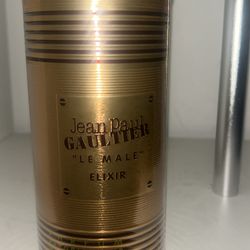 Jean Paul
GAULTIER
"LE MALE"
ELIXIR